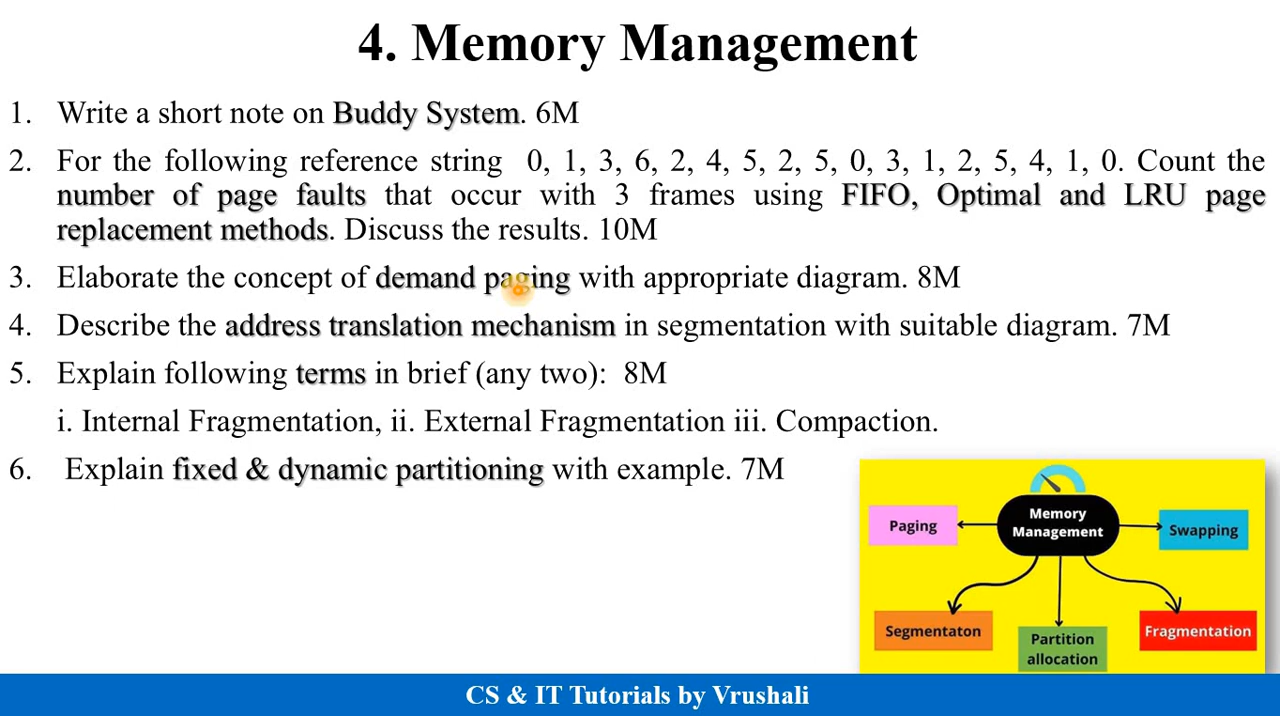 4. Memory Management
1. Write a short note on Buddy System. 6M
2. For the following reference string 0, 1, 3, 6, 2, 4, 5, 2, 5, 0, 3, 1, 2, 5, 4, 1, 0. Count the
number of page faults that occur with 3 frames using FIFO, Optimal and LRU page
replacement methods. Discuss the results. 10M
3. Elaborate the concept of demand paging with appropriate diagram. 8M
4. Describe the address translation mechanism in segmentation with suitable diagram. 7M
5. Explain following terms in brief (any two): 8M
i. Internal Fragmentation, ii. External Fragmentation iii. Compaction.
6. Explain fixed & dynamic partitioning with example. 7M
Memory
Management
Paging
Swapping
Segmentaton
Partition
allocation
Fragmentation
CS & IT Tutorials by Vrushali